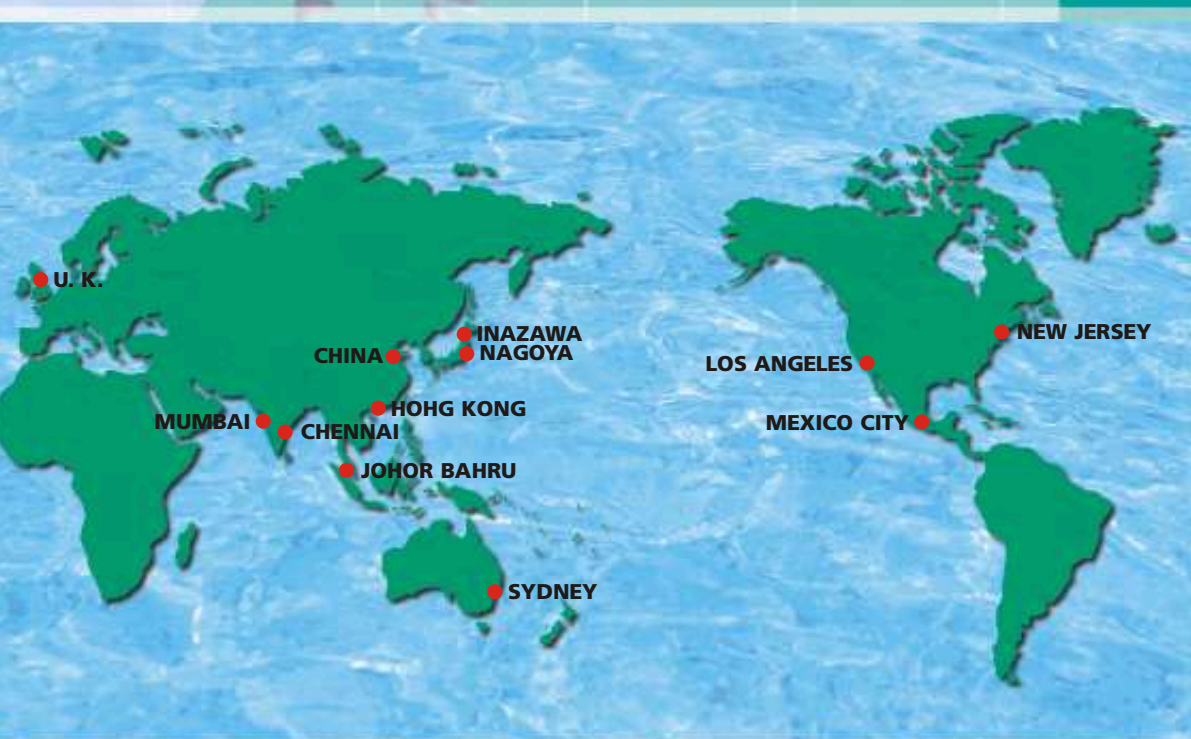 U. K.
INAZAWA
NEW JERSEY
NAGOYA
CHINA
LOS ANGELES
HOHG KONG
MUMBAI
MEXICO CITY
CHENNAI
JOHOR BAHRU
SYDNEY